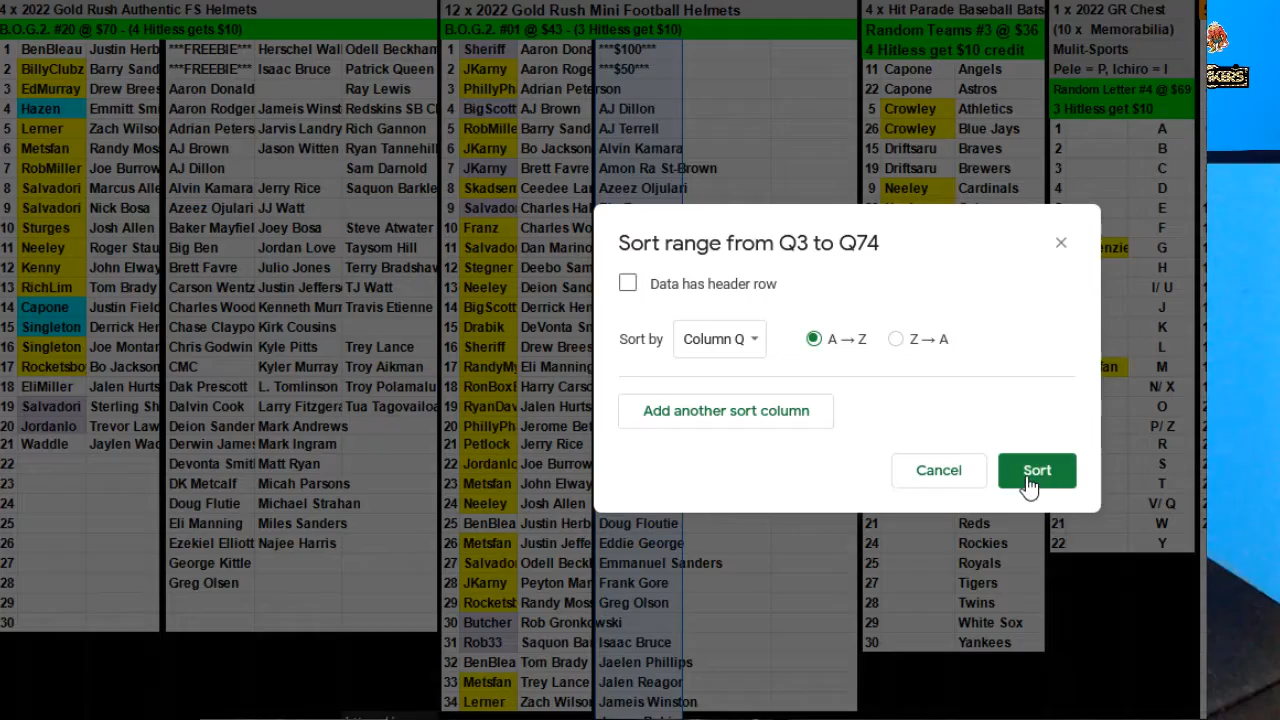 4 x 2022 Gold Rush Authentic FS Helmets
B.O.G.2. #20 @ $70 - (4 Hitless gets $10)
1 BenBleau Justin Herb ***FREEBIE*** Herschel Wal Odell Beckham
2 BillyClubz Barry Sand ***FREEBIE*** Isaac Bruce Patrick Queen
3 EdMurray Drew Brees Aaron Donald Ray Lewis
4 Hazen Emmitt Sm Aaron Rodger Jameis Winst Redskins SB C
5 Lerner Zach Wilso Adrian Peters Jarvis Landry Rich Gannon
6 Metsfan Randy Mos AJ Brown Jason Witten Ryan Tannehill
7 RobMiller Joe Burrow AJ Dillon Sam Darnold
8 Salvadori Marcus Alle Alvin Kamara Jerry Rice Saquon Barkle
9 Salvadori Nick Bosa Azeez Ojulari JJ Watt
10 Sturges Josh Allen Baker Mayfiel Joey Bosa Steve Atwater
11 Neeley Roger Stau Big Ben Jordan Love Taysom Hill
12 Kenny John Elway Brett Favre Julio Jones Terry Bradshaw
13 RichLim Tom Brady Carson Wentz Justin Jeffers TJ Watt
14 Capone Justin Field Charles Wood Kenneth Murr Travis Etienne
15 Singleton Derrick Her Chase Claypo Kirk Cousins
16 Singleton Joe Montar Chris Godwin Kyle Pitts Trey Lance
17 Rocketsbo Bo Jackson CMC Kyler Murray Troy Aikman
18 EliMiller Jalen Hurts Dak Prescott L. Tomlinson Troy Polamalu
19 Salvadori Sterling Sh Dalvin Cook Larry Fitzgera Tua Tagovailoa
20 Jordanlo Trevor Law Deion Sander Mark Andrews
21 Waddle Jaylen Wad Derwin James Mark Ingram
22 Devonta Smit Matt Ryan
23 DK Metcalf Micah Parsons
24 Doug Flutie Michael Strahan
25 Eli Manning Miles Sanders
26 Ezekiel Elliott Najee Harris
27 George Kittle
28 Greg Olsen
29
30
12 x 2022 Gold Rush Mini Football Helmets
B.O.G.2. #01 @ $43 - (3 Hitless gets $10)
1 Sheriff Aaron Dona ***$100***
2 JKarny Aaron Roge ***$50***
3 PhillyPh Adrian Peterson
4 BigScott AJ Brown AJ Dillon
5 RobMille Barry Sand AJ Terrell
6 JKarny Bo Jackson Alvin Kamara
7 JKarny Brett Favre Amon Ra St-Brown
8 Skadsem Ceedee Lam Azeez Oljulari
9 Salvado Charles Hal
10 Franz Charles Wo
11 Salvador Dan Marino
12 Stegner Deebo Sam
13 Neeley Deion Sand
14 BigScott Derrick Hen
15 Drabik DeVonta Sm
16 Sheriff Drew Brees
17 RandyMy Eli Manning
18 RonBoxE Harry Carso
19 RyanDav Jalen Hurts
20 PhillyPh Jerome Bet
21 Petlock Jerry Rice
22 Jordanlc Joe Burrow
23 Metsfan John Elway
24 Neeley Josh Allen
25 BenBlea Justin Herb Doug Floutie
26 Metsfan Justin Jeffe Eddie George
27 Salvador Odell Beckl Emmanuel Sanders
28 JKarny Peyton Mar Frank Gore
29 Rocketst Randy Moss Greg Olson
30 Butcher Rob Gronkowski
31 Rob33 Saquon Bar Isaac Bruce
32 BenBlea Tom Brady Jaelen Phillips
33 Metsfan Trey Lance Jalen Reagor
34 Lerner Zach Wilso Jameis Winston
4 x Hit Parade Baseball Bats
Random Teams #3 @ $36
4 Hitless get $10 credit
11 Capone Angels
22 Capone Astros
5 Crowley Athletics
26 Crowley Blue Jays
15 Driftsaru Braves
19 Driftsaru Brewers
9 Neeley Cardinals
21 Reds
24 Rockies
25 Royals
27 Tigers
28 Twins
29 White Sox
30 Yankees
1 x 2022 GR Chest
(10 x Memorabilia)
Mulit-Sports
Pele = P, Ichiro = I
Random Letter #4 @ $69
3 Hitless get $10
1 A
2 B
3 C
4 D
E
F
G
H
I/ U
J
K
L
M
N/ X
O
P/ Z
R
S
T
V/ Q
21 W
22 Y
Sort range from Q3 to Q74
Data has header row
Sort by Column Q A → Z Z → A
Add another sort column
Cancel Sort